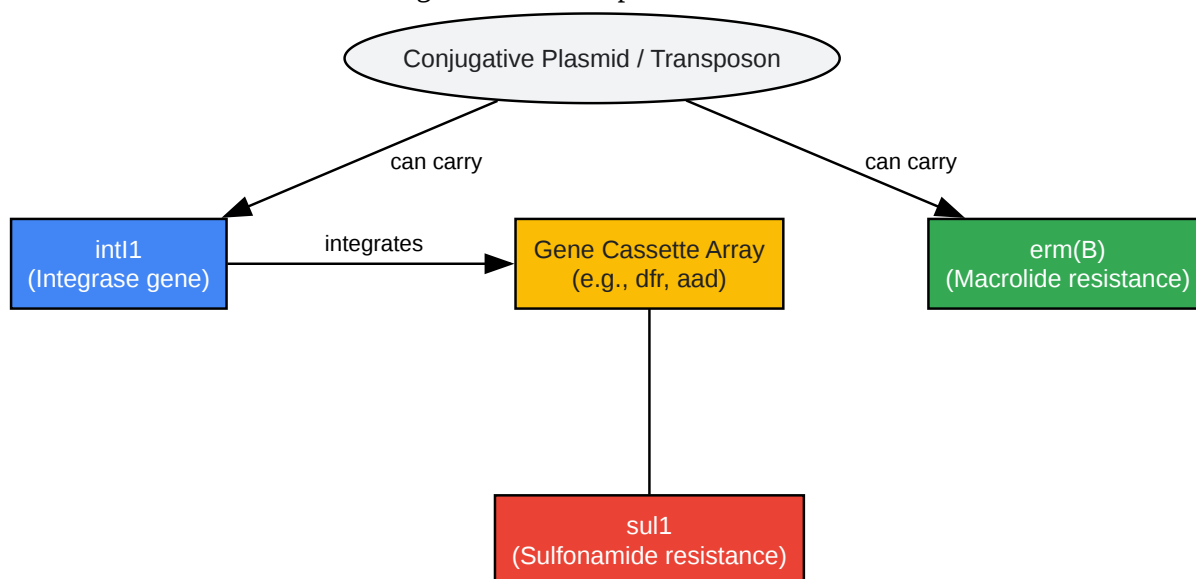 Conjugative Plasmid / Transposon
can carry
can carry
intI1
(Integrase gene)
integrates
Gene Cassette Array
(e.g., dfr, aad)
erm(B)
(Macrolide resistance)
sul1
(Sulfonamide resistance)